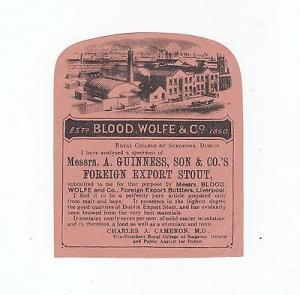 ESTD BLOOD, WOLFE & Co. 1850.
ROYAL COLLEGE OF SURGEONS, DUBLIN
I have analysed a specimen of
Messrs. A. GUINNESS, SON & CO.'S
FOREIGN EXPORT STOUT,
submitted to me for that purpose by Messrs. BLOOD
WOLFE and Co., Foreign Export Bottlers, Liverpool.
I find it to be a perfectly pure article prepared only
from malt and hops. It possesses in the highest degree
the good qualities of Dublin Export Stout, and has evidently
been brewed from the very best materials.
It contains nearly seven per cent. of solid matter in solution,
and is, therefore, a food as well as a exhilarant and tonic.
CHARLES A. CAMERON, M.D.
Vice-President Royal College of Surgeons Ireland
and Public Analyst for Dublin.